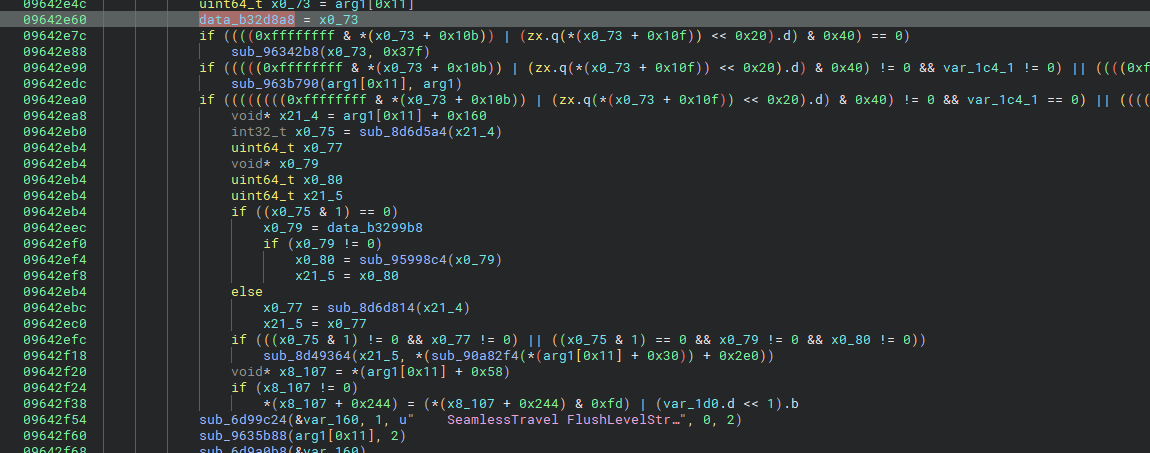 09642e4c uint64_t x0_73 = arg1[0x11]
09642e60 data_b32d8a8 = x0_73
09642e7c if ((((0xffffffff & *(x0_73 + 0x10b)) | (zx.q(*(x0_73 + 0x10f)) << 0x20).d) & 0x40) == 0)
09642e88 sub_96342b8(x0_73, 0x37f)
09642e90 if (((((0xffffffff & *(x0_73 + 0x10b)) | (zx.q(*(x0_73 + 0x10f)) << 0x20).d) & 0x40) != 0 && var_1c4_1 != 0) || ((((0xf
09642edc sub_963b790(arg1[0x11], arg1)
09642ea0 if ((((((((0xffffffff & *(x0_73 + 0x10b)) | (zx.q(*(x0_73 + 0x10f)) << 0x20).d) & 0x40) != 0 && var_1c4_1 == 0) || ((((
09642ea8 void* x21_4 = arg1[0x11] + 0x160
09642eb0 int32_t x0_75 = sub_8d6d5a4(x21_4)
09642eb4 uint64_t x0_77
09642eb4 void* x0_79
09642eb4 uint64_t x0_80
09642eb4 uint64_t x21_5
09642eb4 if ((x0_75 & 1) == 0)
09642eec x0_79 = data_b3299b8
09642ef0 if (x0_79 != 0)
09642ef4 x0_80 = sub_95998c4(x0_79)
09642ef8 x21_5 = x0_80
09642eb4 else
09642ebc x0_77 = sub_8d6d814(x21_4)
09642ec0 x21_5 = x0_77
09642efc if (((x0_75 & 1) != 0 && x0_77 != 0) || ((x0_75 & 1) == 0 && x0_79 != 0 && x0_80 != 0))
09642f18 sub_8d49364(x21_5, *(sub_90a82f4(*(arg1[0x11] + 0x30)) + 0x2e0))
09642f20 void* x8_107 = *(arg1[0x11] + 0x58)
09642f24 if (x8_107 != 0)
09642f38 *(x8_107 + 0x244) = (*(x8_107 + 0x244) & 0xfd) | (var_1d0.d << 1).b
09642f54 sub_6d99c24(&var_160, 1, u"    SeamlessTravel FlushLevelStr…", 0, 2)
09642f60 sub_9635b88(arg1[0x11], 2)
09642f68 sub_6d9a0b8(&var_160)